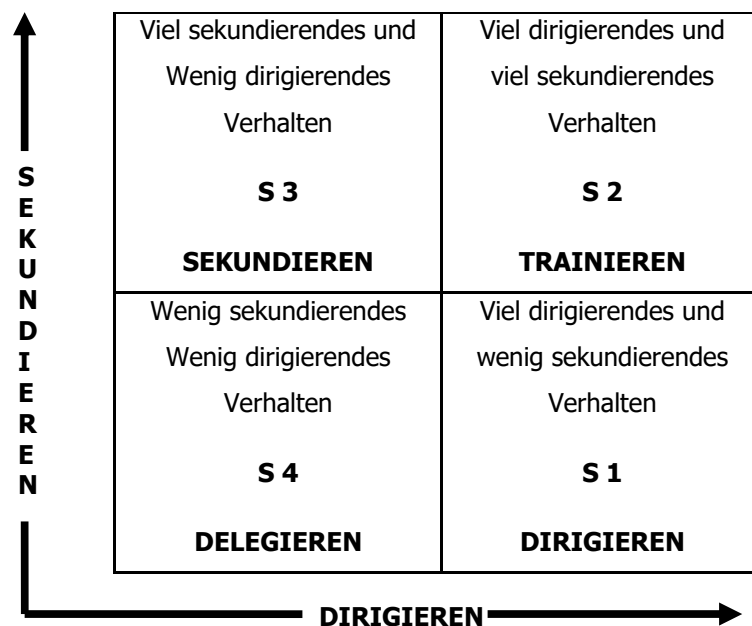 Viel sekundierendes und
Wenig dirigierendes
Verhalten
S 3
SEKUNDIEREN
Viel dirigierendes und
viel sekundierendes
Verhalten
S 2
TRAINIEREN
SEKUNDIEREN
Wenig sekundierendes
Wenig dirigierendes
Verhalten
S 4
DELEGIEREN
Viel dirigierendes und
wenig sekundierendes
Verhalten
S 1
DIRIGIEREN
DIRIGIEREN